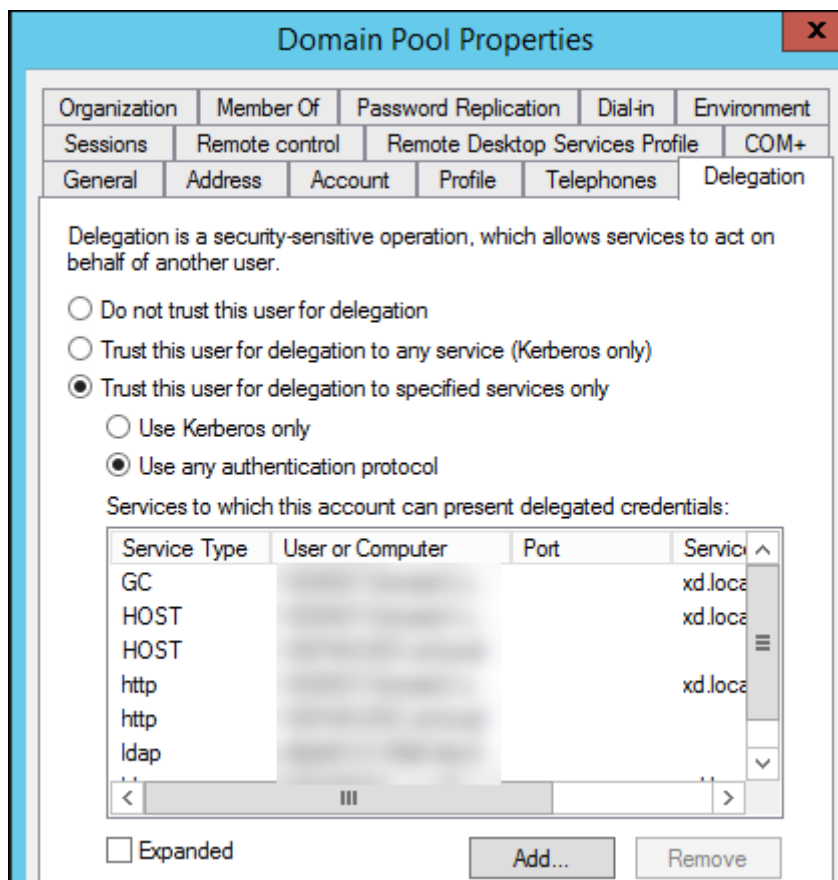 Domain Pool Properties
x
Organization Member Of Password Replication Dial-in Environment
Sessions Remote control Remote Desktop Services Profile COM+
General Address Account Profile Telephones Delegation
Delegation is a security-sensitive operation, which allows services to act on
behalf of another user.
Do not trust this user for delegation
Trust this user for delegation to any service (Kerberos only)
Trust this user for delegation to specified services only
Use Kerberos only
Use any authentication protocol
Services to which this account can present delegated credentials:
Service Type User or Computer Port Servic
GC xd.loca
HOST xd.loca
HOST
http xd.loca
http
ldap
Expanded Add... Remove